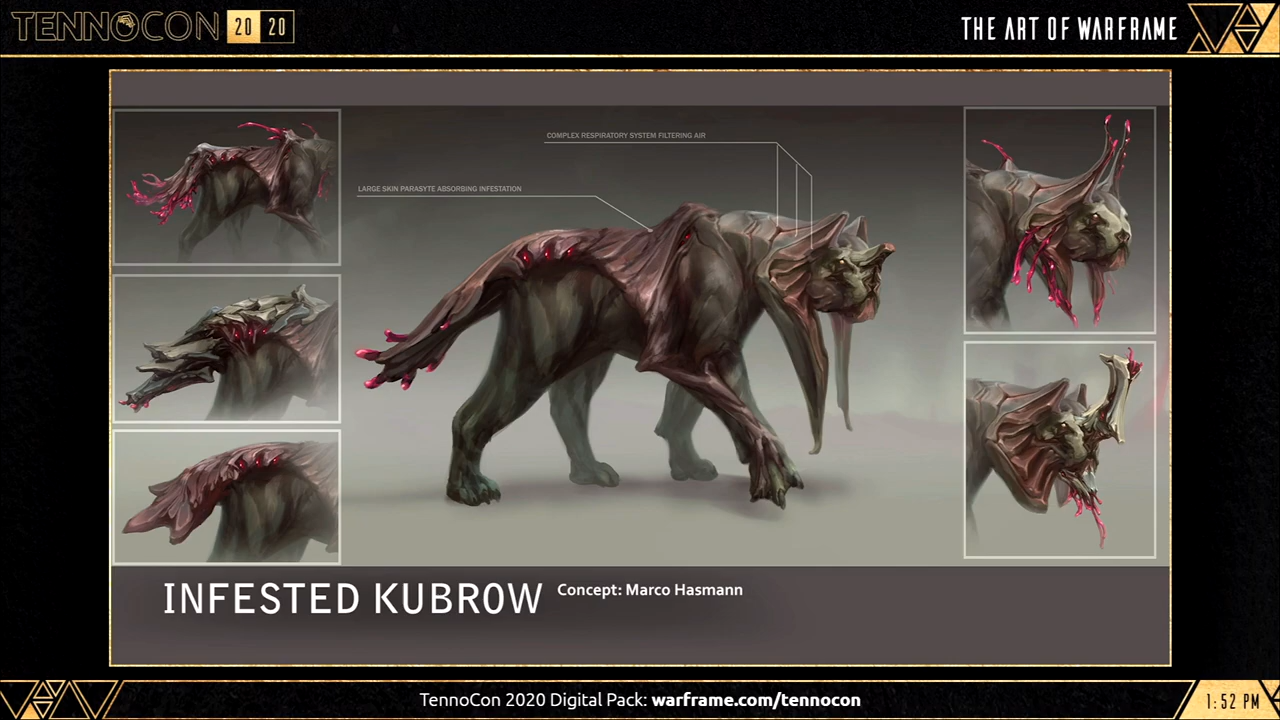 TENNOCON 20 20
THE ART OF WARFRAME
COMPLEX RESPIRATORY SYSTEM FILTERING AIR
LARGE SKIN PARASYTE ABSORBING INFESTATION
INFESTED KUBROW
Concept: Marco Hasmann
TennoCon 2020 Digital Pack: warframe.com/tennocon
1:52 PM